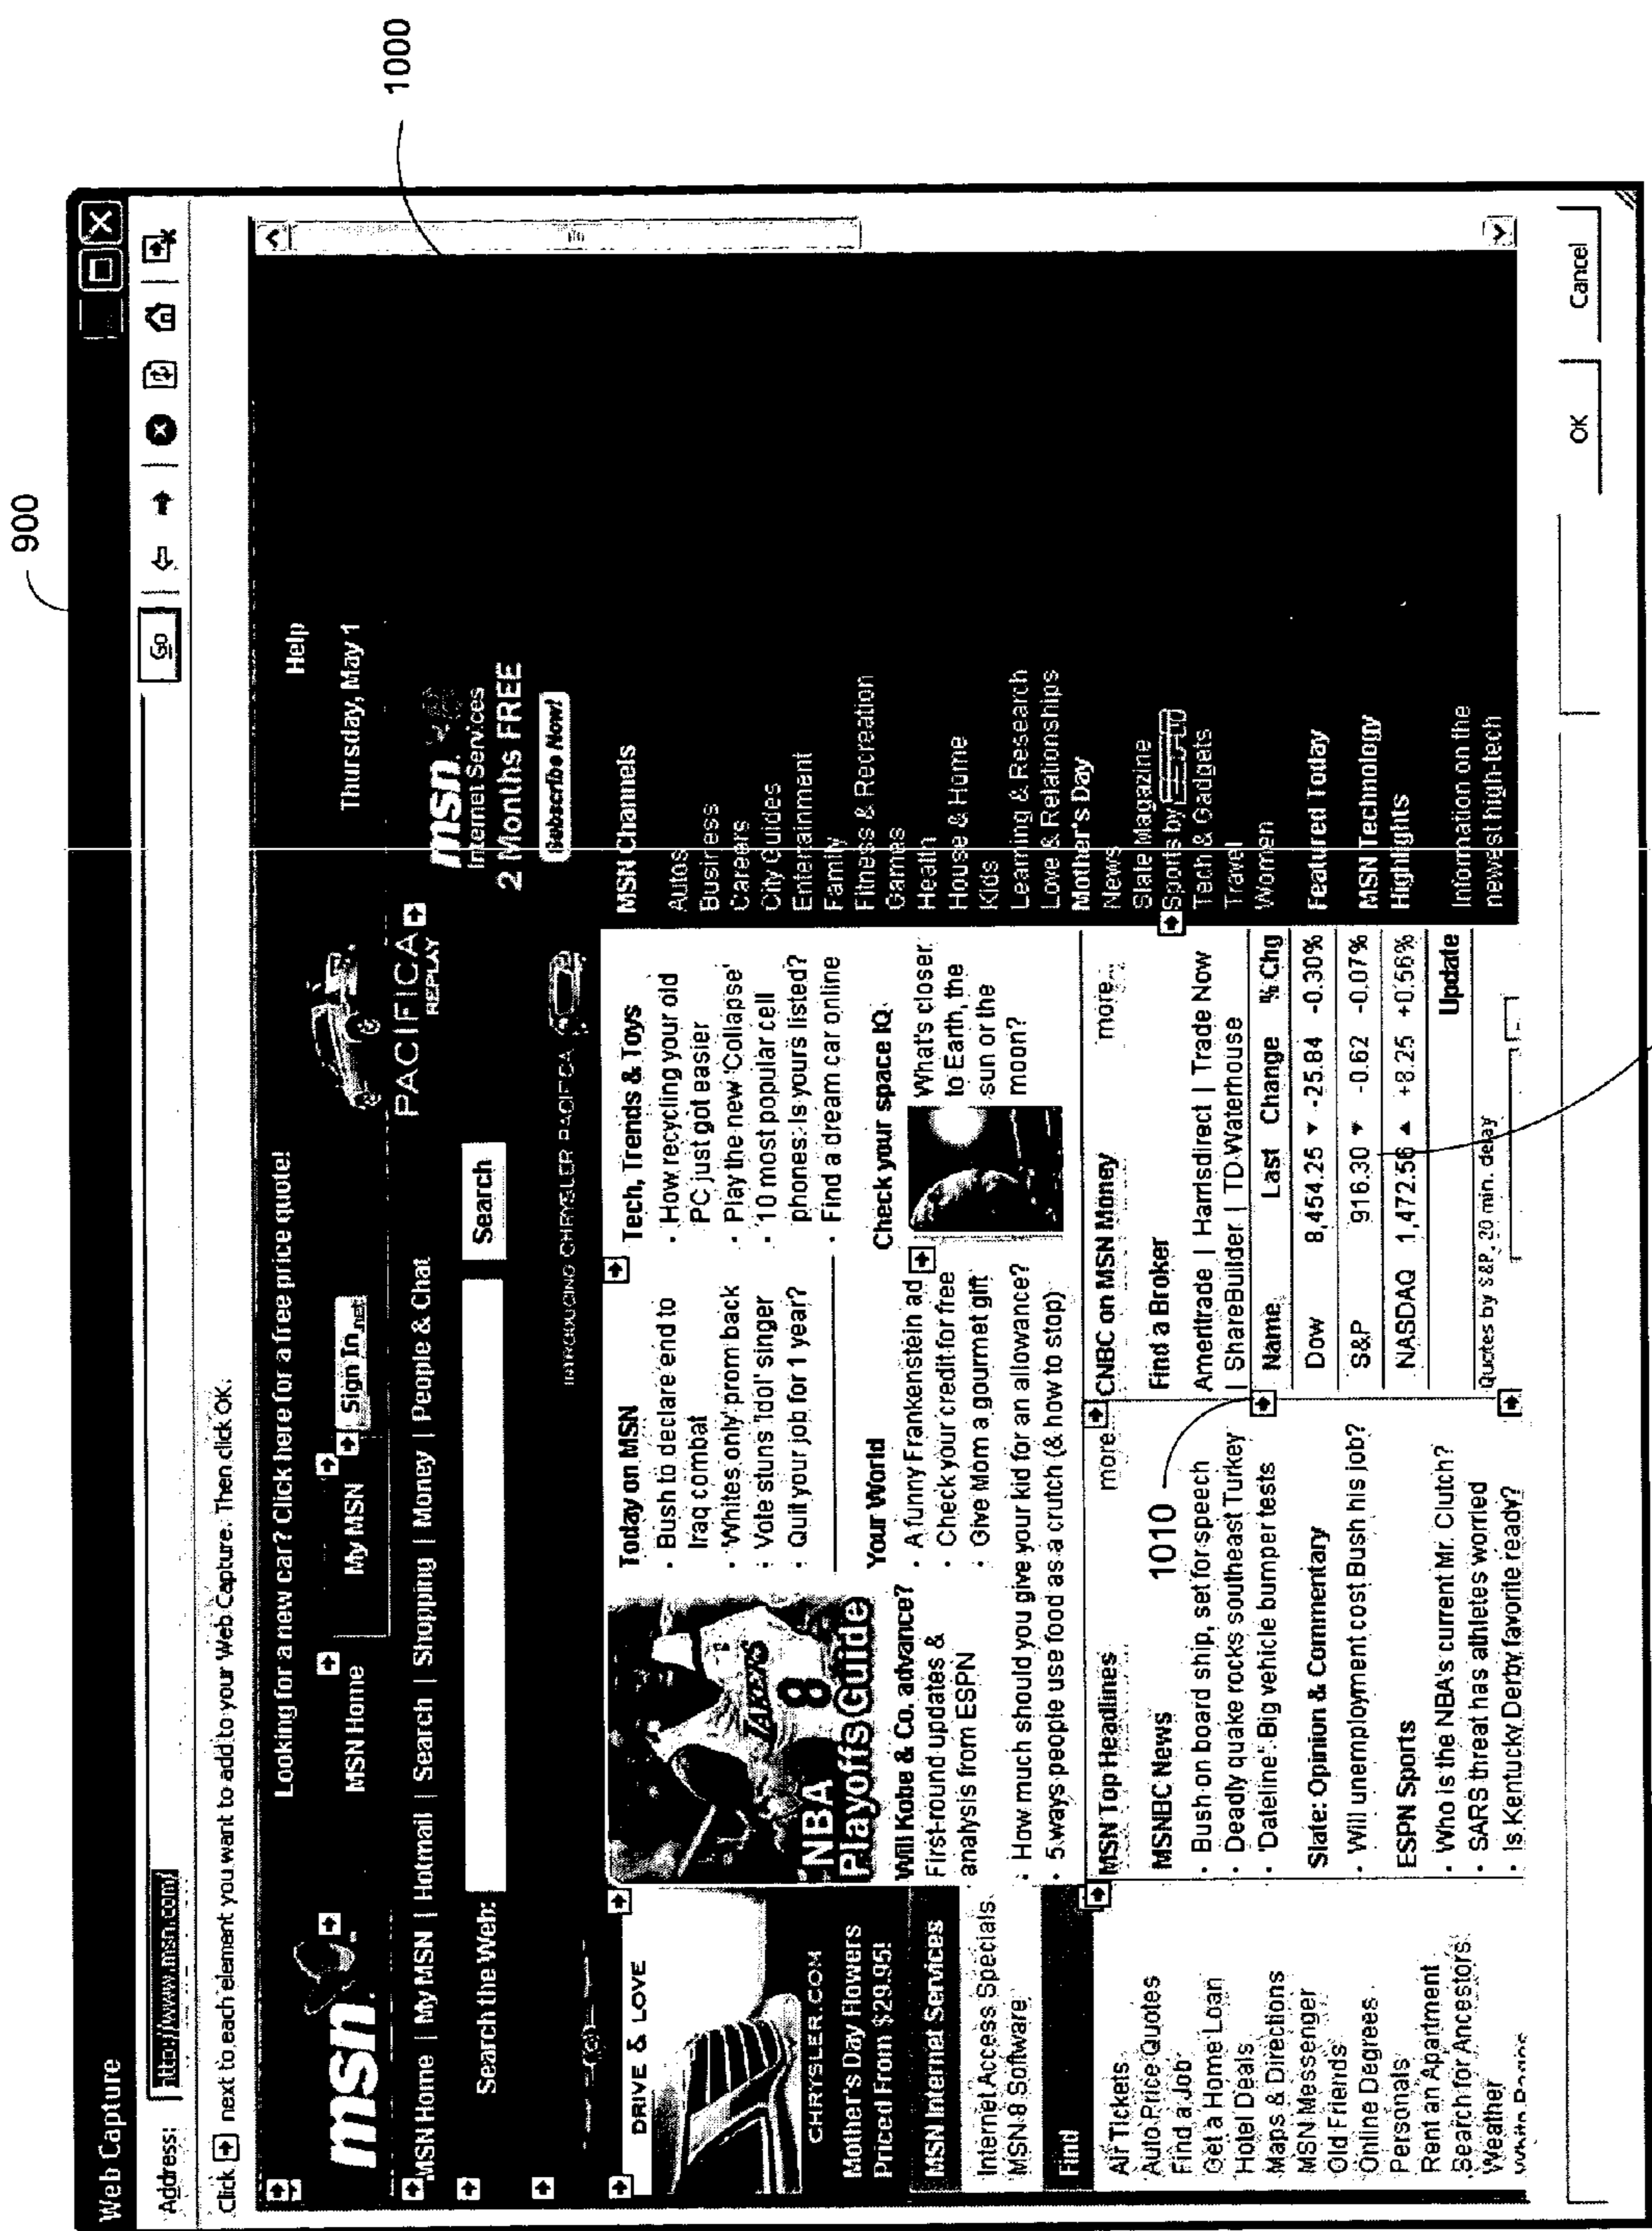 900
1000
Web Capture
Address: http://www.msn.com/ Go
Click next to each element you want to add to your Web Capture. Then click OK.
Looking for a new car? Click here for a free price quote!
Help
msn
MSN Home
My MSN
Sign In .net
Thursday, May 1
MSN Home | My MSN | Hotmail | Search | Shopping | Money | People & Chat
PACIFICA
REPLAY
Search the Web:
Search
msn
Internet Services
2 Months FREE
Subscribe Now!
INTRODUCING CHRYSLER PACIFICA
DRIVE & LOVE
CHRYSLER.COM
Mother's Day Flowers
Priced From $29.95!
MSN Internet Services
Internet Access Specials
MSN 8 Software
Find
Air Tickets
Auto Price Quotes
Find a Job
Get a Home Loan
Hotel Deals
Maps & Directions
MSN Messenger
Old Friends
Online Degrees
Personals
Rent an Apartment
Search for Ancestors
Weather
LAKERS
8
NBA
Playoffs Guide
Will Kobe & Co. advance?
First-round updates &
analysis from ESPN
Today on MSN
· Bush to declare end to
Iraq combat
· 'Whites only' prom back
· Vote stuns 'Idol' singer
· Quit your job for 1 year?
Your World
· A funny Frankenstein ad
· Check your credit for free
· Give Mom a gourmet gift
· How much should you give your kid for an allowance?
· 5 ways people use food as a crutch (& how to stop)
Tech, Trends & Toys
· How recycling your old
PC just got easier
· Play the new 'Collapse'
· 10 most popular cell
phones: Is yours listed?
· Find a dream car online
Check your space IQ
What's closer
to Earth, the
sun or the
moon?
MSN Top Headlines
more...
MSNBC News
1010
· Bush on board ship, set for speech
· Deadly quake rocks southeast Turkey
· 'Dateline': Big vehicle bumper tests
Slate: Opinion & Commentary
· Will unemployment cost Bush his job?
ESPN Sports
· Who is the NBA's current Mr. Clutch?
· SARS threat has athletes worried
· Is Kentucky Derby favorite ready?
CNBC on MSN Money
more...
Find a Broker
Ameritrade | Harrisdirect | Trade Now
| ShareBuilder | TD Waterhouse
Name Last Change % Chg
Dow 8,454.25 ▼ -25.84 -0.30%
S&P 916.30 ▼ -0.62 -0.07%
NASDAQ 1,472.56 ▲ +8.25 +0.56%
Update
Quotes by S&P, 20 min. delay
MSN Channels
Autos
Business
Careers
City Guides
Entertainment
Family
Fitness & Recreation
Games
Health
House & Home
Kids
Learning & Research
Love & Relationships
Mother's Day
News
Slate Magazine
Sports by ESPN
Tech & Gadgets
Travel
Women
Featured Today
MSN Technology
Highlights
Information on the
newest high-tech
OK
Cancel